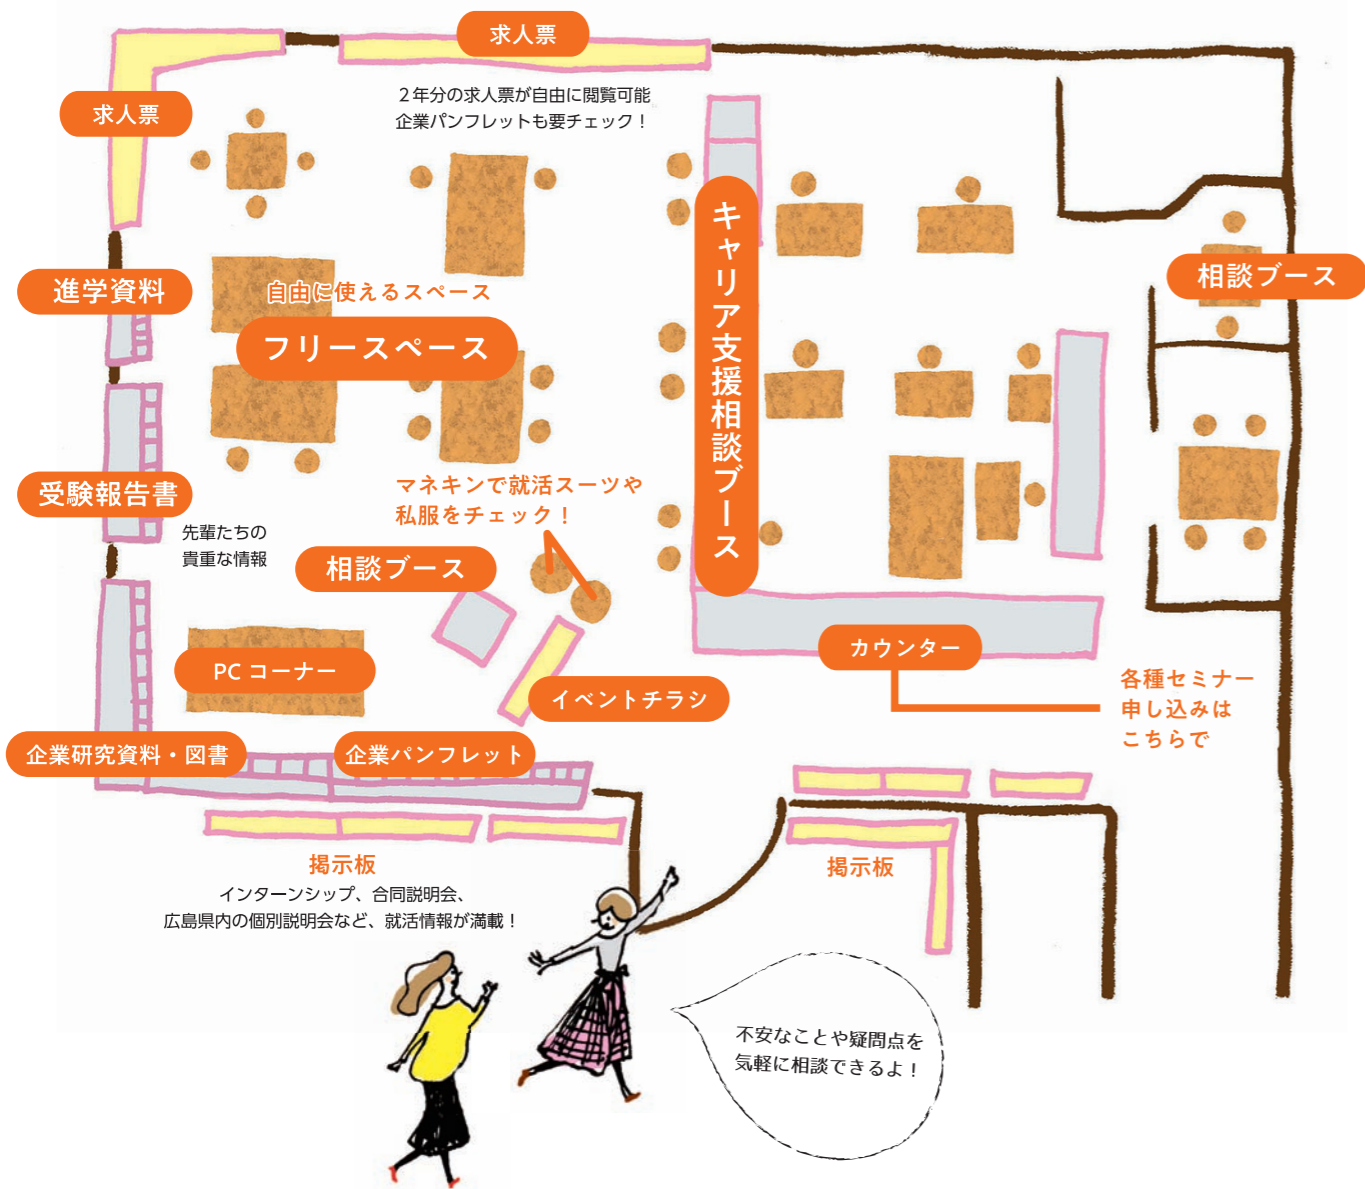 求人票
求人票
2年分の求人票が自由に閲覧可能
企業パンフレットも要チェック！
進学資料
自由に使えるスペース
フリースペース
キャリア支援相談ブース
相談ブース
受験報告書
先輩たちの
貴重な情報
マネキンで就活スーツや
私服をチェック！
相談ブース
PC コーナー
イベントチラシ
カウンター
各種セミナー
申し込みは
こちらで
企業研究資料・図書
企業パンフレット
掲示板
インターンシップ、合同説明会、
広島県内の個別説明会など、就活情報が満載！
掲示板
不安なことや疑問点を
気軽に相談できるよ！